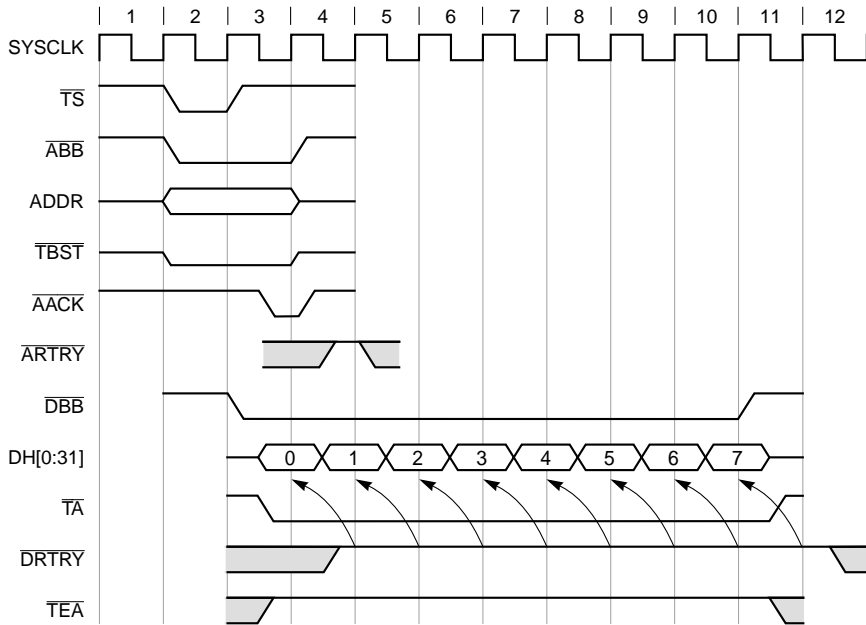 1 2 3 4 5 6 7 8 9 10 11 12
SYSCLK
TS
ABB
ADDR
TBST
AACK
ARTRY
DBB
DH[0:31] 0 1 2 3 4 5 6 7
TA
DRTRY
TEA